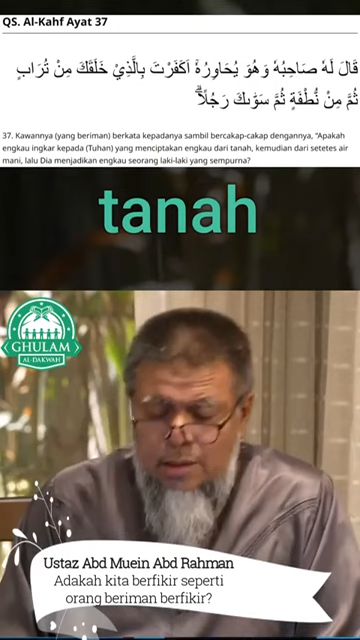 QS. Al-Kahf Ayat 37
قَالَ لَهٗ صَاحِبُهٗ وَهُوَ يُحَاوِرُهٗٓ اَكَفَرْتَ بِالَّذِيْ خَلَقَكَ مِنْ تُرَابٍ
ثُمَّ مِنْ نُّطْفَةٍ ثُمَّ سَوّٰىكَ رَجُلًاۗ
37. Kawannya (yang beriman) berkata kepadanya sambil bercakap-cakap dengannya, "Apakah
engkau ingkar kepada (Tuhan) yang menciptakan engkau dari tanah, kemudian dari setetes air
mani, lalu Dia menjadikan engkau seorang laki-laki yang sempurna?
tanah
GHULAM
AL-DAKWAH
Ustaz Abd Muein Abd Rahman
Adakah kita berfikir seperti
orang beriman berfikir?